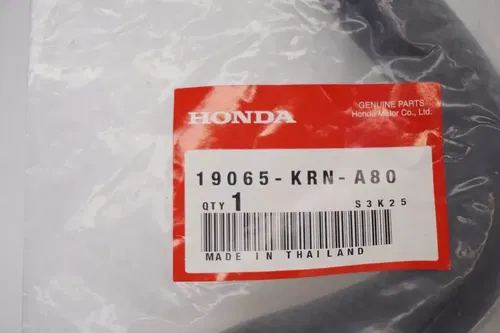 GENUINE PARTS
HONDA Honda Motor Co., Ltd.
19065-KRN-A80
QTY 1 S3K25
MADE IN THAILAND